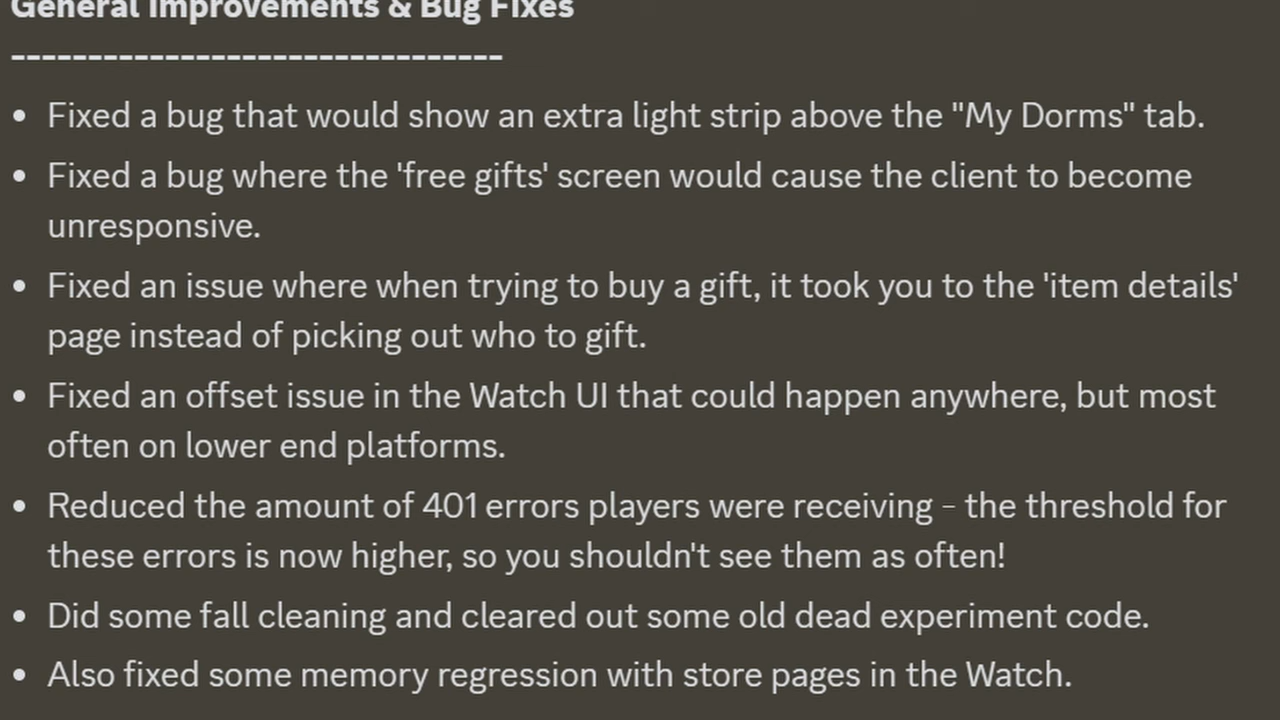 General Improvements & Bug Fixes
--------------------------------
• Fixed a bug that would show an extra light strip above the "My Dorms" tab.
• Fixed a bug where the 'free gifts' screen would cause the client to become
unresponsive.
• Fixed an issue where when trying to buy a gift, it took you to the 'item details'
page instead of picking out who to gift.
• Fixed an offset issue in the Watch UI that could happen anywhere, but most
often on lower end platforms.
• Reduced the amount of 401 errors players were receiving - the threshold for
these errors is now higher, so you shouldn't see them as often!
• Did some fall cleaning and cleared out some old dead experiment code.
• Also fixed some memory regression with store pages in the Watch.